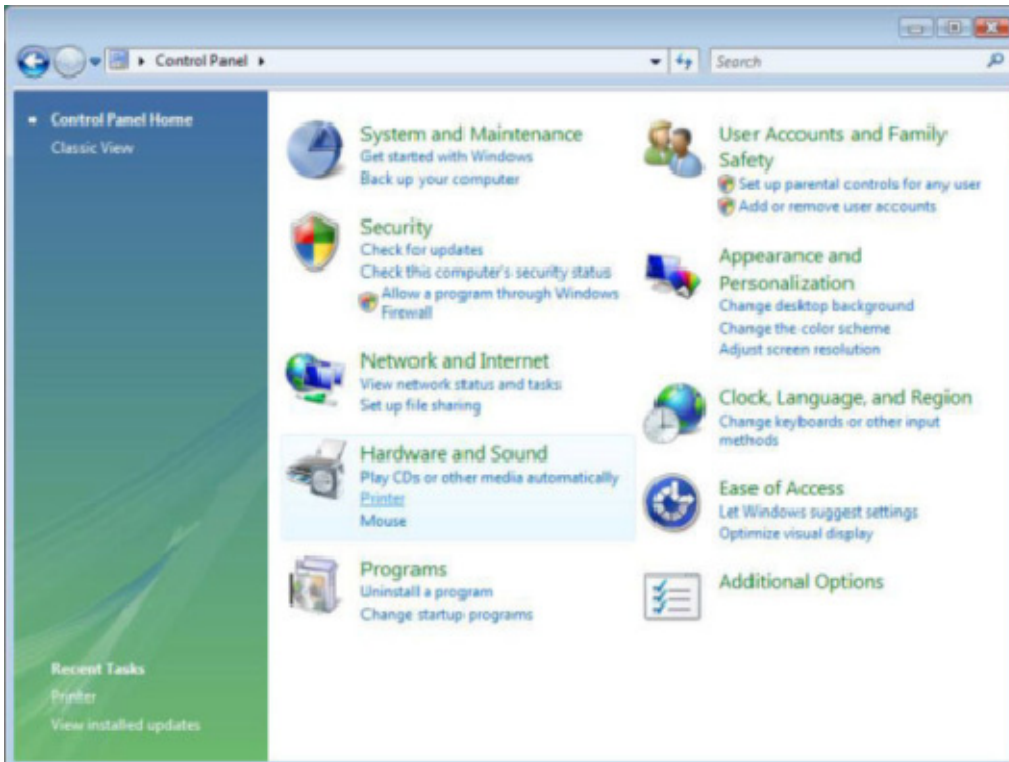 Control Panel
Search
Control Panel Home
Classic View
System and Maintenance
Get started with Windows
Back up your computer
Security
Check for updates
Check this computer's security status
Allow a program through Windows
Firewall
Network and Internet
View network status and tasks
Set up file sharing
Hardware and Sound
Play CDs or other media automatically
Printer
Mouse
Programs
Uninstall a program
Change startup programs
User Accounts and Family
Safety
Set up parental controls for any user
Add or remove user accounts
Appearance and
Personalization
Change desktop background
Change the color scheme
Adjust screen resolution
Clock, Language, and Region
Change keyboards or other input
methods
Ease of Access
Let Windows suggest settings
Optimize visual display
Additional Options
Recent Tasks
Printer
View installed updates